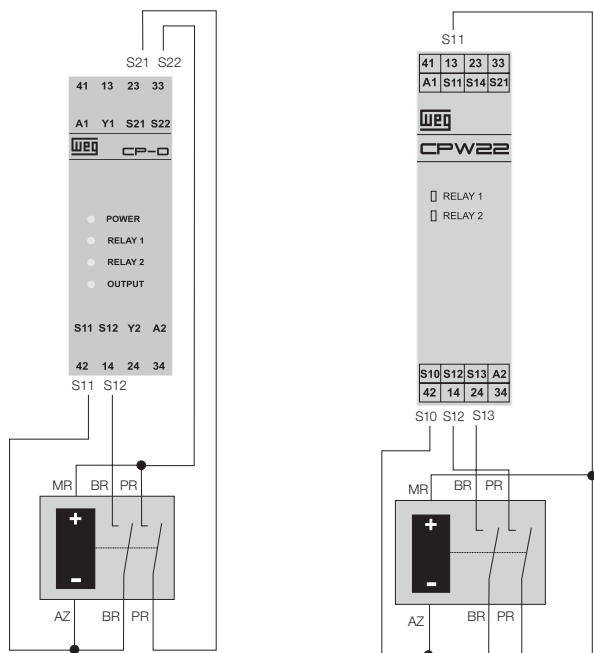 S21 S22
41 13 23 33
A1 Y1 S21 S22
WEG CP-D
POWER
RELAY 1
RELAY 2
OUTPUT
S11 S12 Y2 A2
42 14 24 34
S11 S12
MR BR PR
+
-
AZ BR PR
S11
41 13 23 33
A1 S11 S14 S21
WEG
CPW22
RELAY 1
RELAY 2
S10 S12 S13 A2
42 14 24 34
S10 S12 S13
MR BR PR
+
-
AZ BR PR